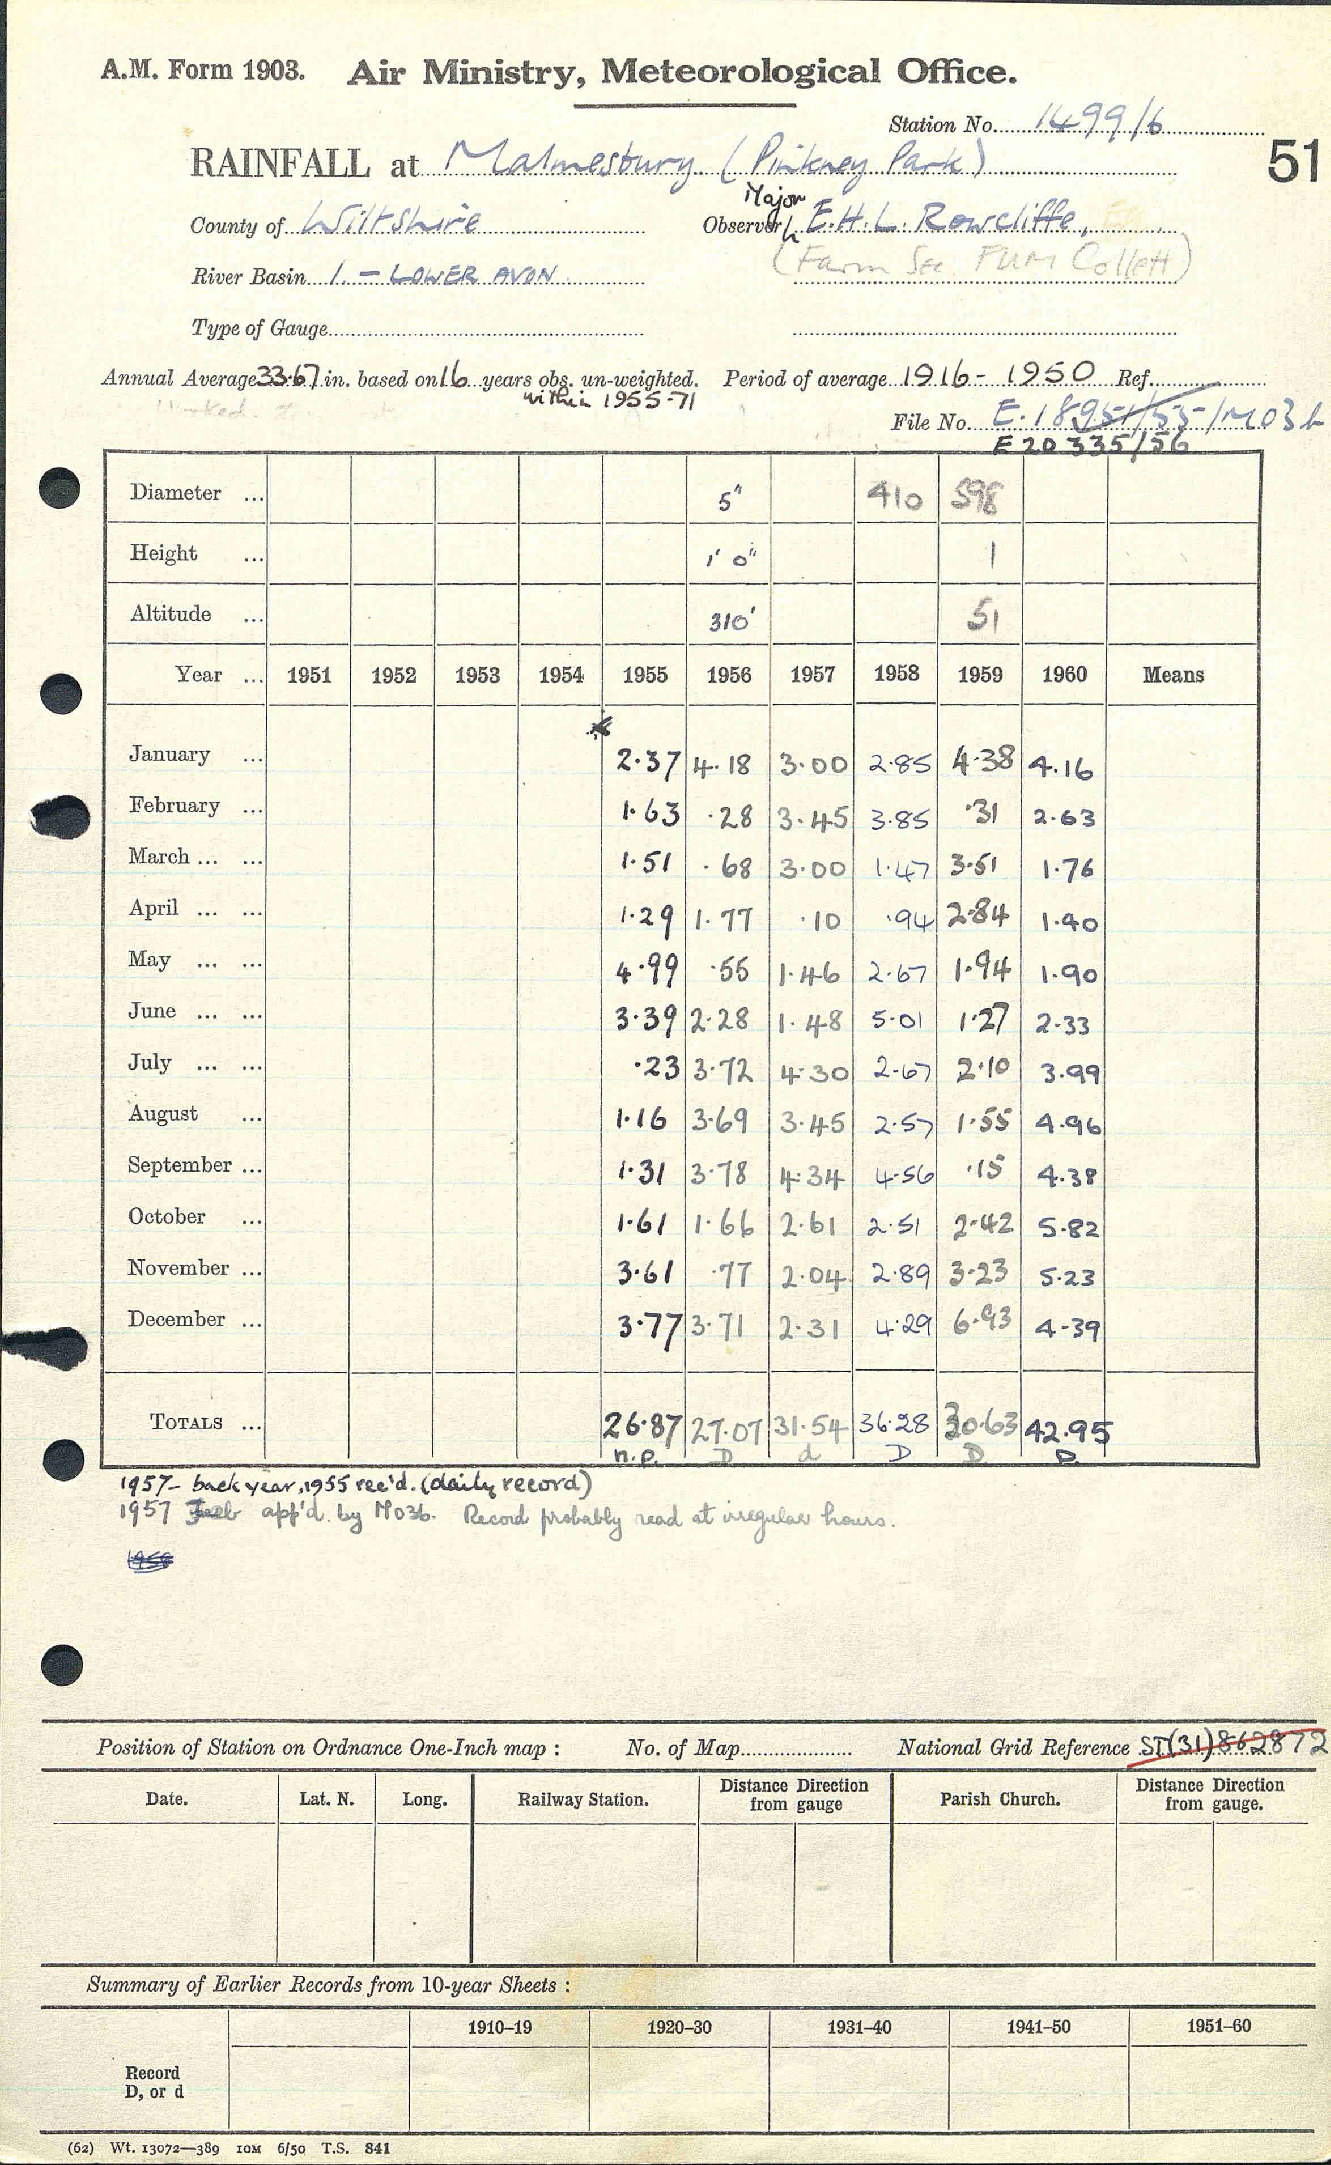 A.M. Form 1903. Air Ministry, Meteorological Office.
Station No. 1499/6
51
RAINFALL at Malmesbury (Pinkney Park)
Major
County of Wiltshire Observer E.H.L. Rowcliffe,
River Basin 1. - LOWER AVON (Farm Sec. Collett)
Type of Gauge
Annual Average 33.67 in. based on 16 years obs. un-weighted. Period of average 1916 - 1950 Ref.
within 1955-71
File No. E.18951/55/MO3b
E 20335/56
Diameter ... 5" 410 598
Height ... 1' 0" 1
Altitude ... 310' 51
Year ... 1951 1952 1953 1954 1955 1956 1957 1958 1959 1960 Means
January ... 2.37 4.18 3.00 2.85 4.38 4.16
February ... 1.63 .28 3.45 3.85 .31 2.63
March ... ... 1.51 .68 3.00 1.47 3.51 1.76
April ... ... 1.29 1.77 .10 .94 2.84 1.40
May ... ... 4.99 .55 1.46 2.67 1.94 1.90
June ... ... 3.39 2.28 1.48 5.01 1.27 2.33
July ... ... .23 3.72 4.30 2.67 2.10 3.99
August ... 1.16 3.69 3.45 2.57 1.55 4.96
September ... 1.31 3.78 4.34 4.56 .15 4.38
October ... 1.61 1.66 2.61 2.51 2.42 5.82
November ... 3.61 .77 2.04 2.89 3.23 5.23
December ... 3.77 3.71 2.31 4.29 6.93 4.39
TOTALS ... 26.87 27.07 31.54 36.28 30.63 42.95
n.p. D d D D D
1957 - back year, 1955 rec'd. (daily record)
1957 Feb app'd by MO3b. Record probably read at irregular hours.
1958
Position of Station on Ordnance One-Inch map : No. of Map National Grid Reference ST(31)862872
Date. Lat. N. Long. Railway Station. Distance Direction from gauge Parish Church. Distance Direction from gauge.
Summary of Earlier Records from 10-year Sheets :
1910–19 1920–30 1931–40 1941–50 1951–60
Record
D, or d
(62) Wt. 13072—389 10M 6/50 T.S. 841